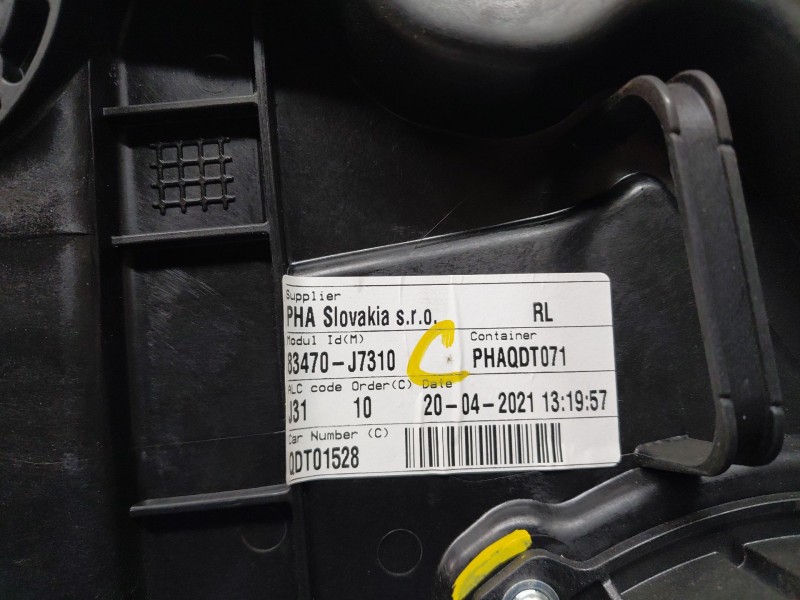 Supplier
PHA Slovakia s.r.o. RL
Modul Id(M) Container
83470-J7310 C PHAQDT071
ALC code Order(C) Date
J31 10 20-04-2021 13:19:57
Car Number (C)
QDT01528